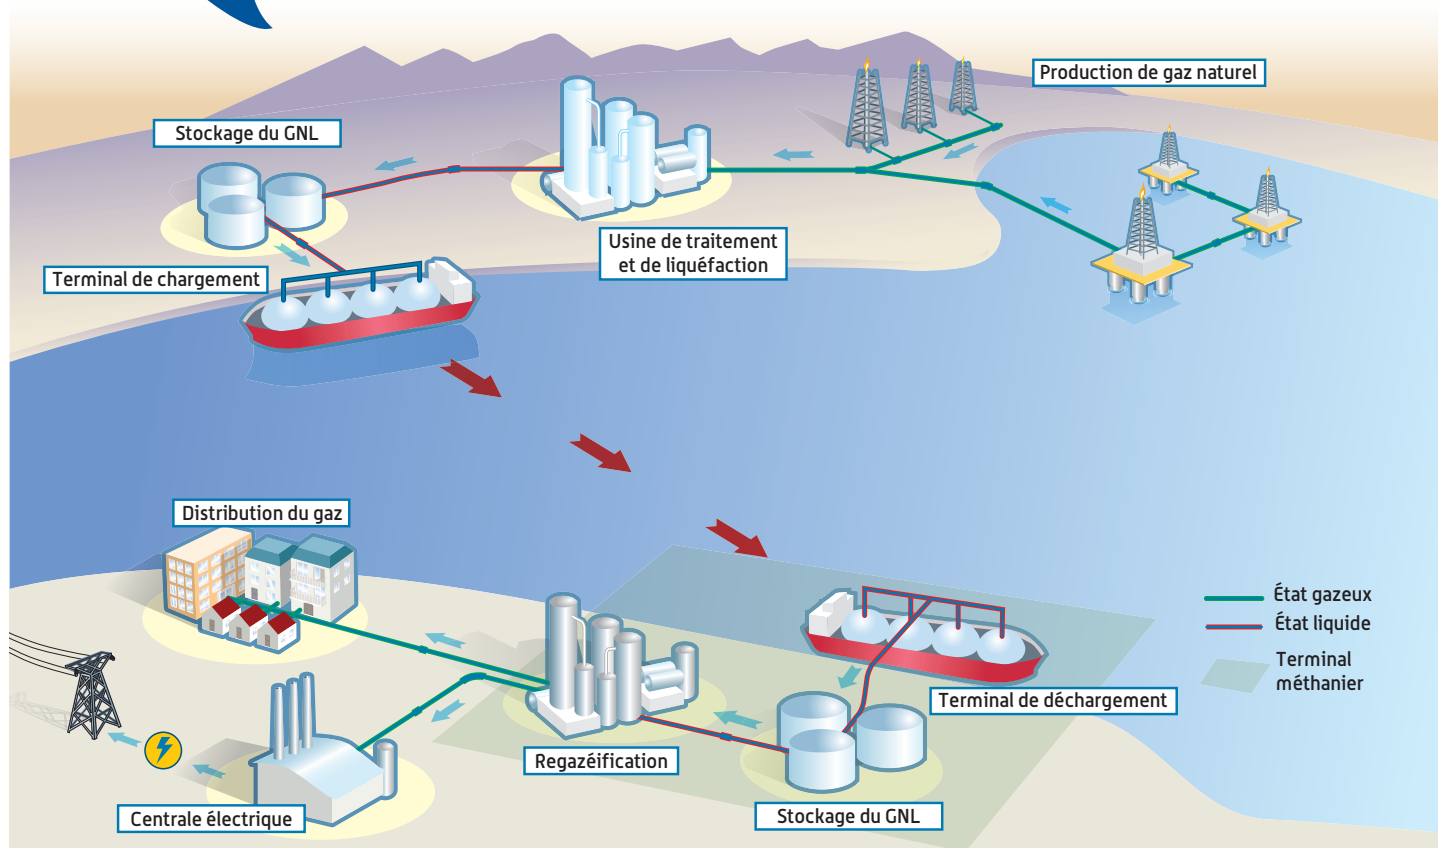 Production de gaz naturel
Stockage du GNL
Usine de traitement
et de liquéfaction
Terminal de chargement
Distribution du gaz
État gazeux
État liquide
Terminal
méthanier
Terminal de déchargement
Regazéification
Centrale électrique
Stockage du GNL